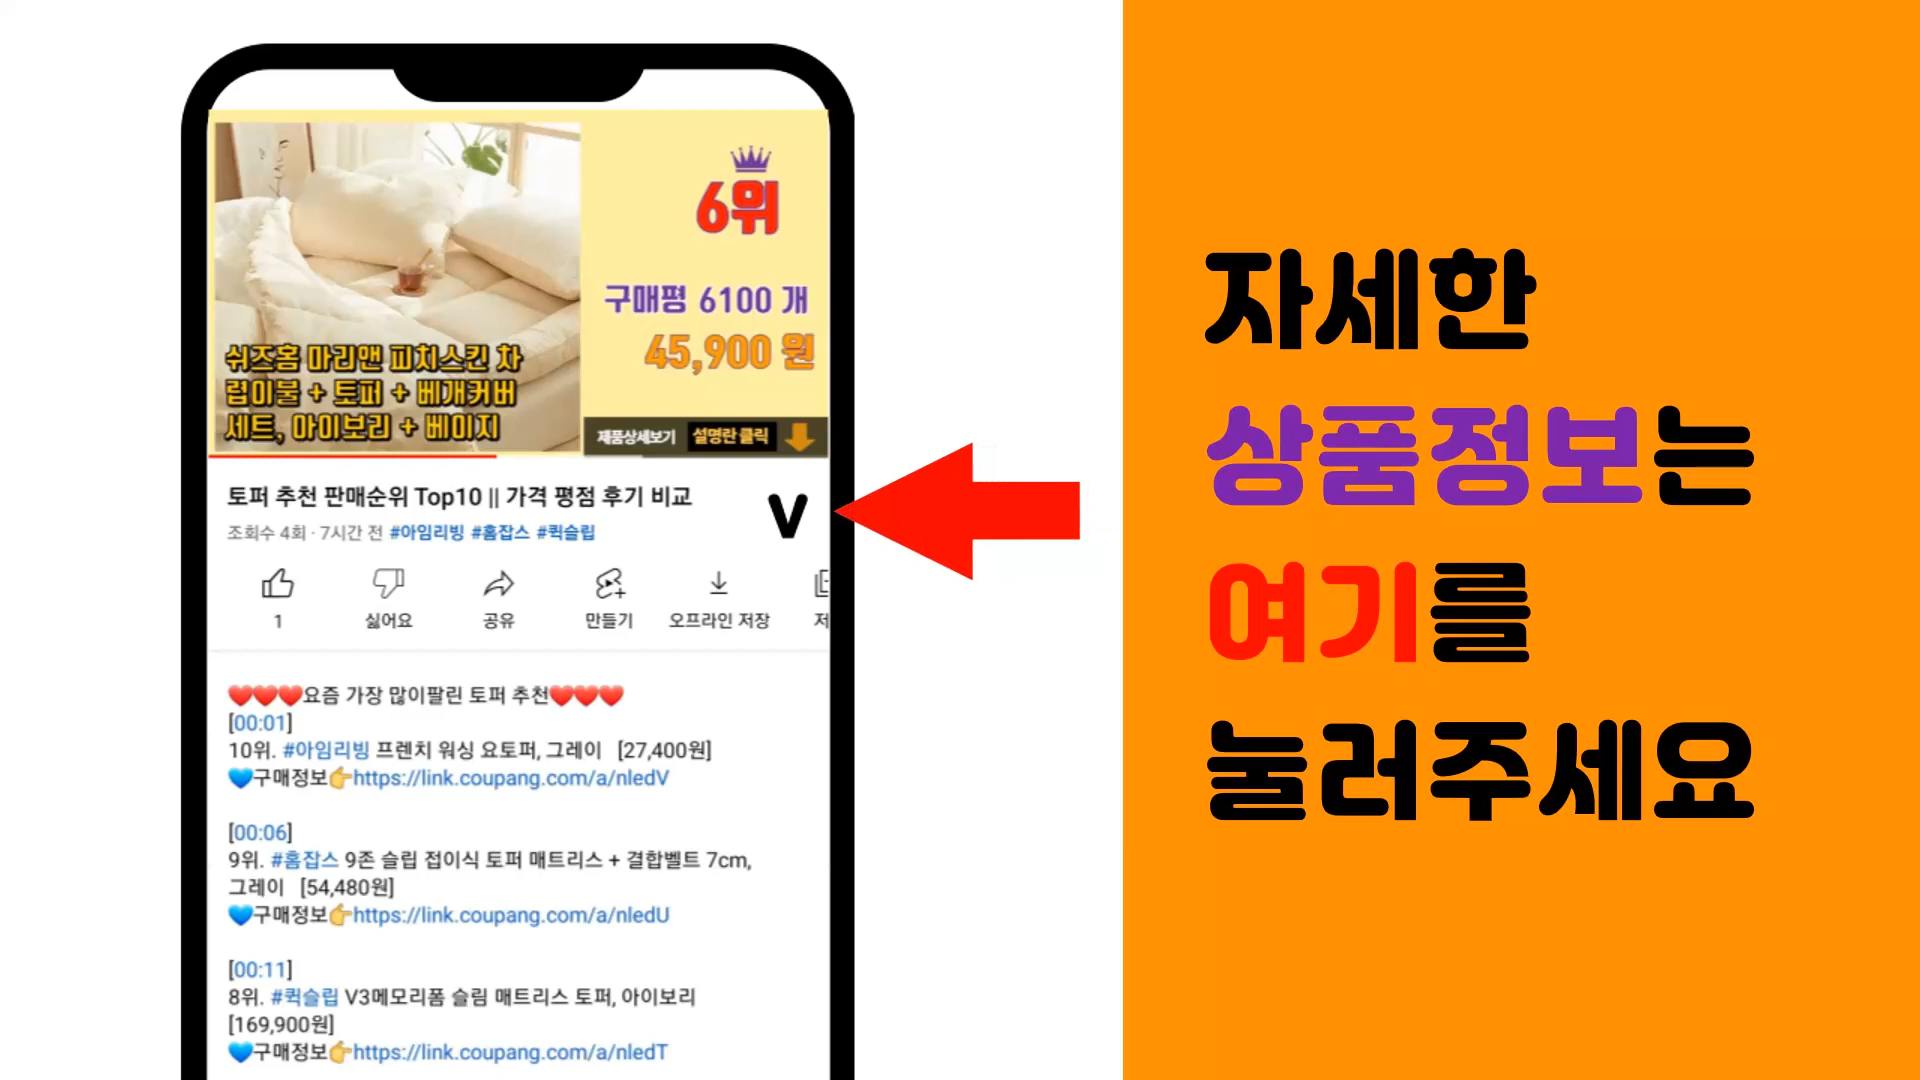 6위
구매평 6100 개
45,900 원
쉬즈홈 마리앤 피치스킨 차
렵이불 + 토퍼 + 베개커버
세트, 아이보리 + 베이지
제품상세보기 설명란 클릭
토퍼 추천 판매순위 Top10 || 가격 평점 후기 비교
V
조회수 4회 · 7시간 전 #아임리빙 #홈잡스 #퀵슬립
1 싫어요 공유 만들기 오프라인 저장 저
❤️❤️❤️요즘 가장 많이팔린 토퍼 추천❤️❤️❤️
[00:01]
10위. #아임리빙 프렌치 워싱 요토퍼, 그레이 [27,400원]
💙구매정보👉https://link.coupang.com/a/nledV
[00:06]
9위. #홈잡스 9존 슬립 접이식 토퍼 매트리스 + 결합벨트 7cm,
그레이 [54,480원]
💙구매정보👉https://link.coupang.com/a/nledU
[00:11]
8위. #퀵슬립 V3메모리폼 슬림 매트리스 토퍼, 아이보리
[169,900원]
💙구매정보👉https://link.coupang.com/a/nledT
자세한
상품정보는
여기를
눌러주세요